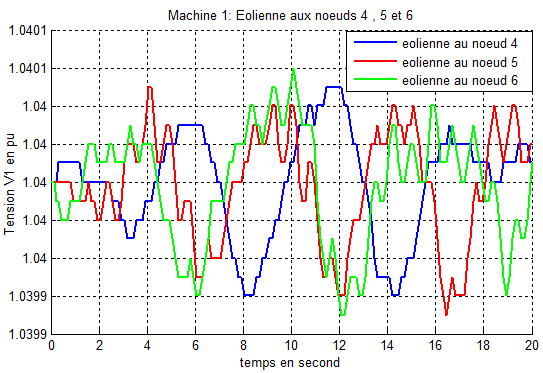 Machine 1: Eolienne aux noeuds 4 , 5 et 6
1.0401
1.0401
1.04
1.04
1.04
1.04
1.04
1.0399
1.0399
Tension V1 en pu
eolienne au noeud 4
eolienne au noeud 5
eolienne au noeud 6
0 2 4 6 8 10 12 14 16 18 20
temps en second